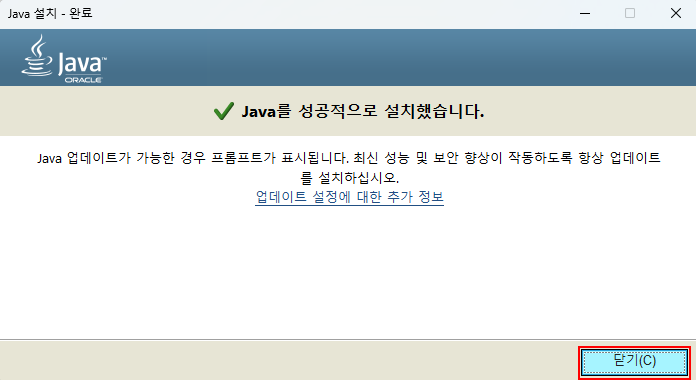 Java 설치 - 완료
Java™
ORACLE
Java를 성공적으로 설치했습니다.
Java 업데이트가 가능한 경우 프롬프트가 표시됩니다. 최신 성능 및 보안 향상이 작동하도록 항상 업데이트
를 설치하십시오.
업데이트 설정에 대한 추가 정보
닫기(C)